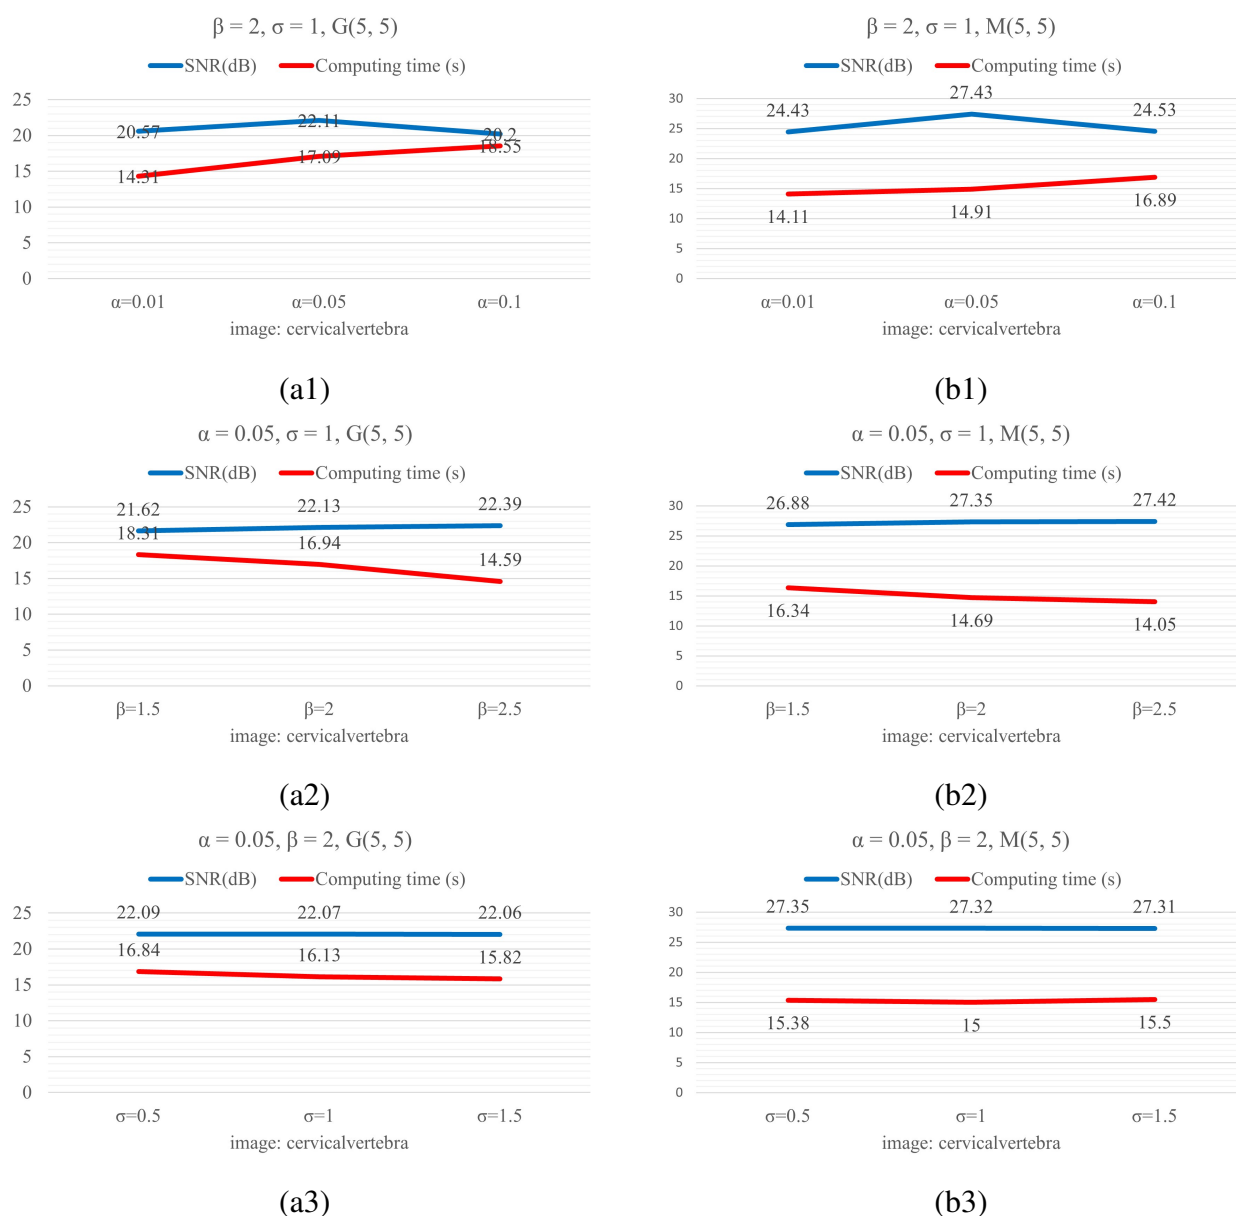 β = 2, σ = 1, G(5, 5)
SNR(dB) Computing time (s)
25
20
15
10
5
0
20.57 22.11 20.2
14.31 17.09 18.55
α=0.01 α=0.05 α=0.1
image: cervicalvertebra
(a1)
β = 2, σ = 1, M(5, 5)
SNR(dB) Computing time (s)
30
25
20
15
10
5
0
24.43 27.43 24.53
14.11 14.91 16.89
α=0.01 α=0.05 α=0.1
image: cervicalvertebra
(b1)
α = 0.05, σ = 1, G(5, 5)
SNR(dB) Computing time (s)
25
20
15
10
5
0
21.62 22.13 22.39
18.31 16.94 14.59
β=1.5 β=2 β=2.5
image: cervicalvertebra
(a2)
α = 0.05, σ = 1, M(5, 5)
SNR(dB) Computing time (s)
30
25
20
15
10
5
0
26.88 27.35 27.42
16.34 14.69 14.05
β=1.5 β=2 β=2.5
image: cervicalvertebra
(b2)
α = 0.05, β = 2, G(5, 5)
SNR(dB) Computing time (s)
25
20
15
10
5
0
22.09 22.07 22.06
16.84 16.13 15.82
σ=0.5 σ=1 σ=1.5
image: cervicalvertebra
(a3)
α = 0.05, β = 2, M(5, 5)
SNR(dB) Computing time (s)
30
25
20
15
10
5
0
27.35 27.32 27.31
15.38 15 15.5
σ=0.5 σ=1 σ=1.5
image: cervicalvertebra
(b3)